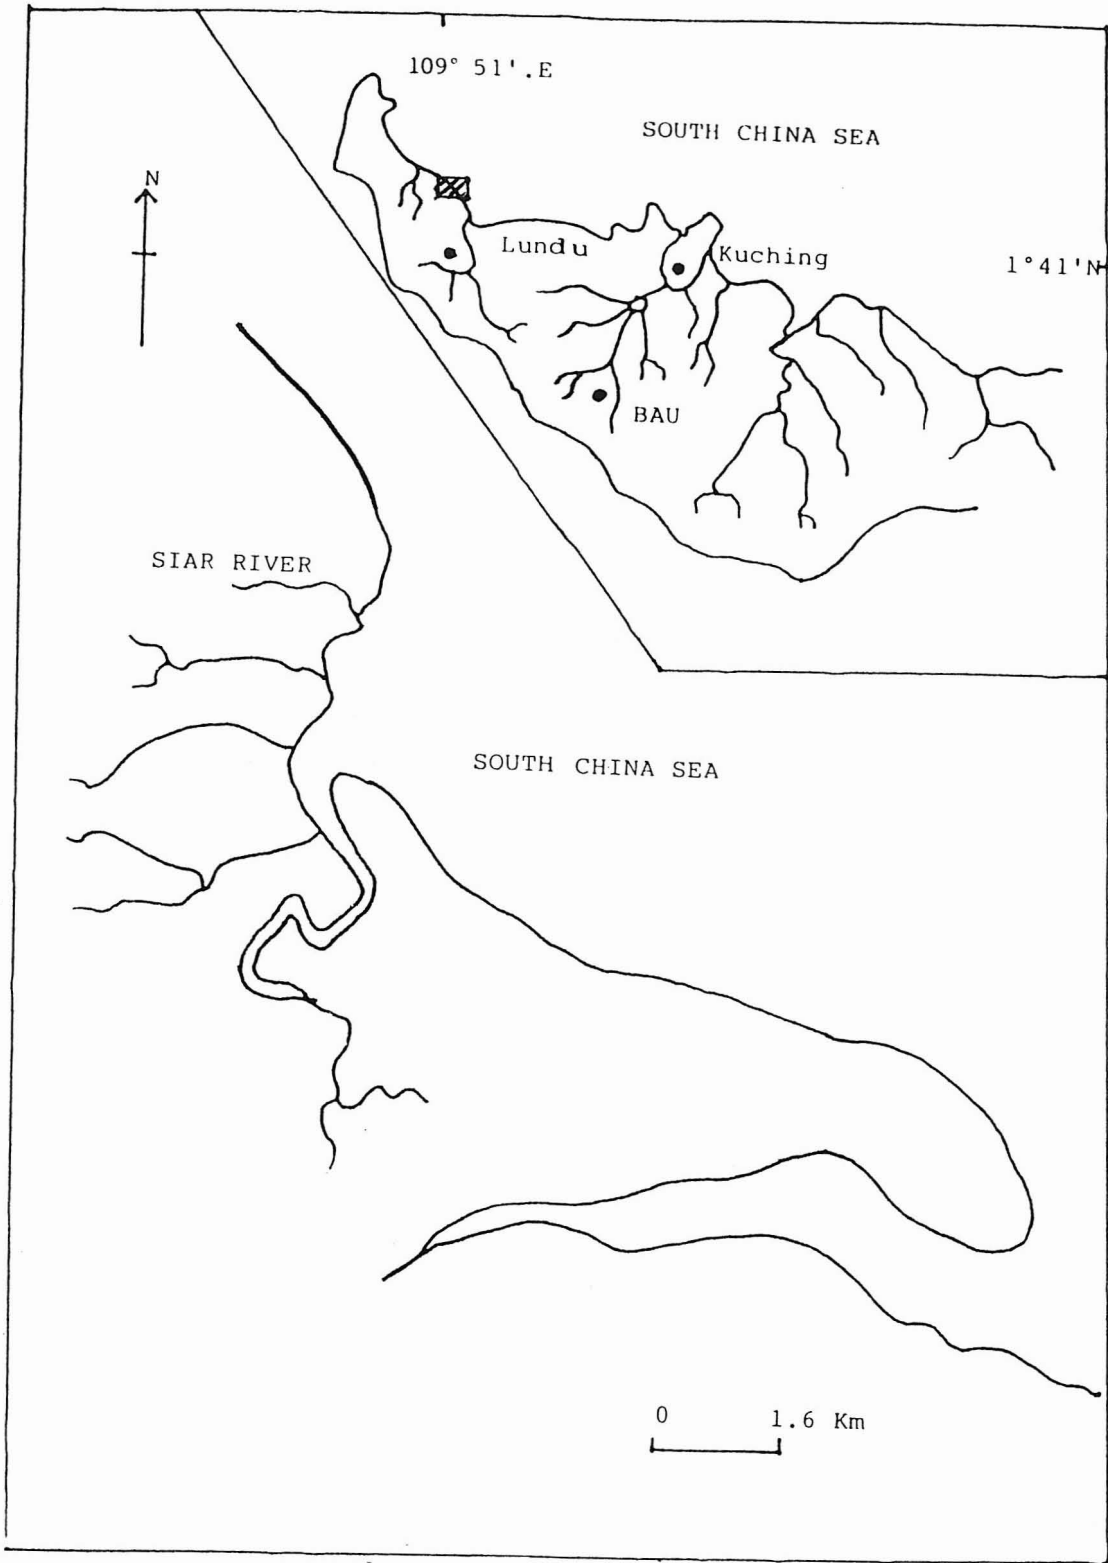 109° 51'.E
SOUTH CHINA SEA
N
Lundu
Kuching
1°41'N
BAU
SIAR RIVER
SOUTH CHINA SEA
0 1.6 Km